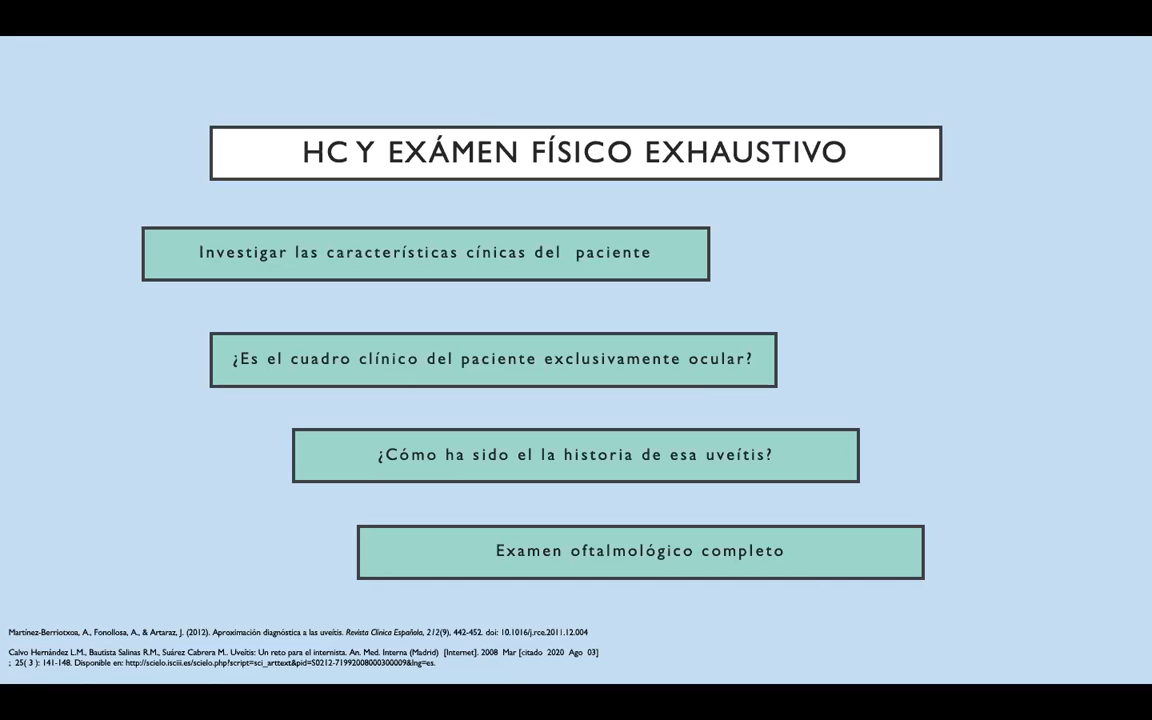 HC Y EXÁMEN FÍSICO EXHAUSTIVO
Investigar las características cínicas del paciente
¿Es el cuadro clínico del paciente exclusivamente ocular?
¿Cómo ha sido el la historia de esa uveítis?
Examen oftalmológico completo
Martínez-Berriotxoa, A., Fonollosa, A., & Artaraz, J. (2012). Aproximación diagnóstica a las uveítis. Revista Clínica Española, 212(9), 442-452. doi: 10.1016/j.rce.2011.12.004
Calvo Hernández L.M., Bautista Salinas R.M., Suárez Cabrera M.. Uveítis: Un reto para el internista. An. Med. Interna (Madrid) [Internet]. 2008 Mar [citado 2020 Ago 03]
; 25( 3 ): 141-148. Disponible en: http://scielo.isciii.es/scielo.php?script=sci_arttext&pid=S0212-71992008000300009&lng=es.